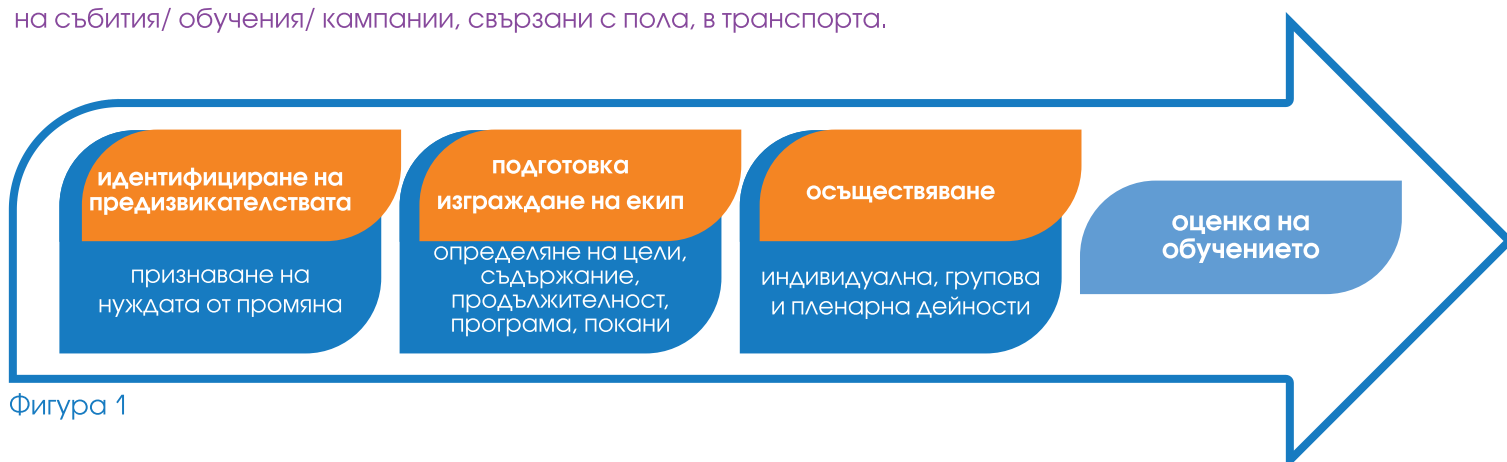 на събития/ обучения/ кампании, свързани с пола, в транспорта.
идентифициране на
предизвикателствата
признаване на
нуждата от промяна
подготовка
изграждане на екип
определяне на цели,
съдържание,
продължителност,
програма, покани
осъществяване
индивидуална, групова
и пленарна дейности
оценка на
обучението
Фигура 1